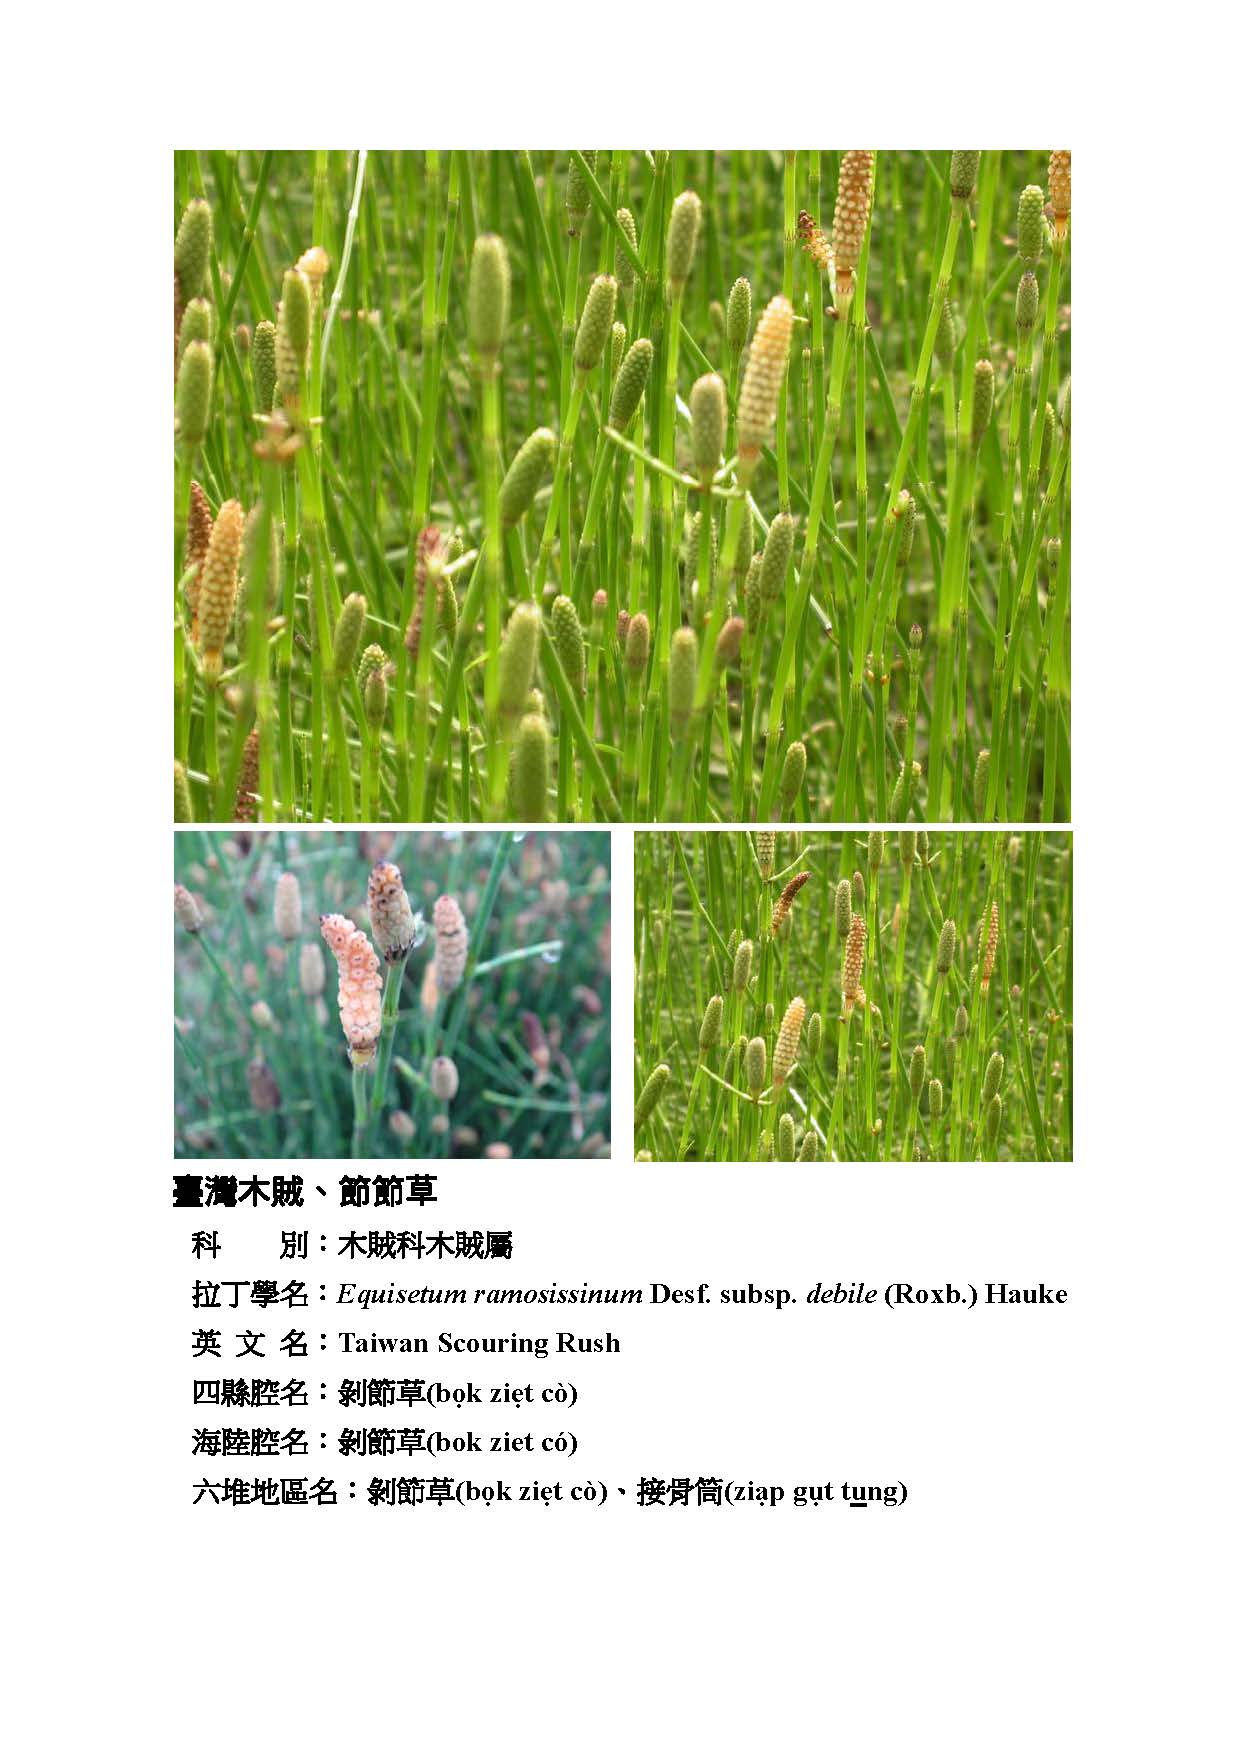 臺灣木賊、節節草
科　　別：木賊科木賊屬
拉丁學名：Equisetum ramosissinum Desf. subsp. debile (Roxb.) Hauke
英 文 名：Taiwan Scouring Rush
四縣腔名：剝節草(bọk ziẹt cò)
海陸腔名：剝節草(bok ziet có)
六堆地區名：剝節草(bọk ziẹt cò)、接骨筒(ziạp gụt tu̲ng)